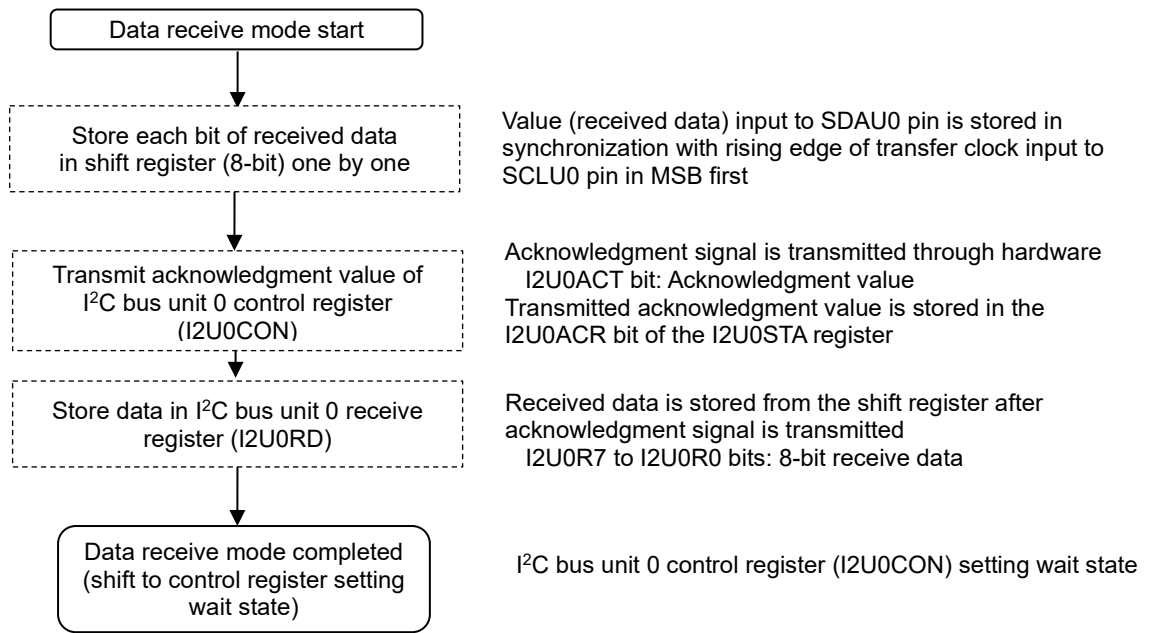 Data receive mode start
Store each bit of received data
in shift register (8-bit) one by one
Value (received data) input to SDAU0 pin is stored in
synchronization with rising edge of transfer clock input to
SCLU0 pin in MSB first
Transmit acknowledgment value of
I²C bus unit 0 control register
(I2U0CON)
Acknowledgment signal is transmitted through hardware
I2U0ACT bit: Acknowledgment value
Transmitted acknowledgment value is stored in the
I2U0ACR bit of the I2U0STA register
Store data in I²C bus unit 0 receive
register (I2U0RD)
Received data is stored from the shift register after
acknowledgment signal is transmitted
I2U0R7 to I2U0R0 bits: 8-bit receive data
Data receive mode completed
(shift to control register setting
wait state)
I²C bus unit 0 control register (I2U0CON) setting wait state